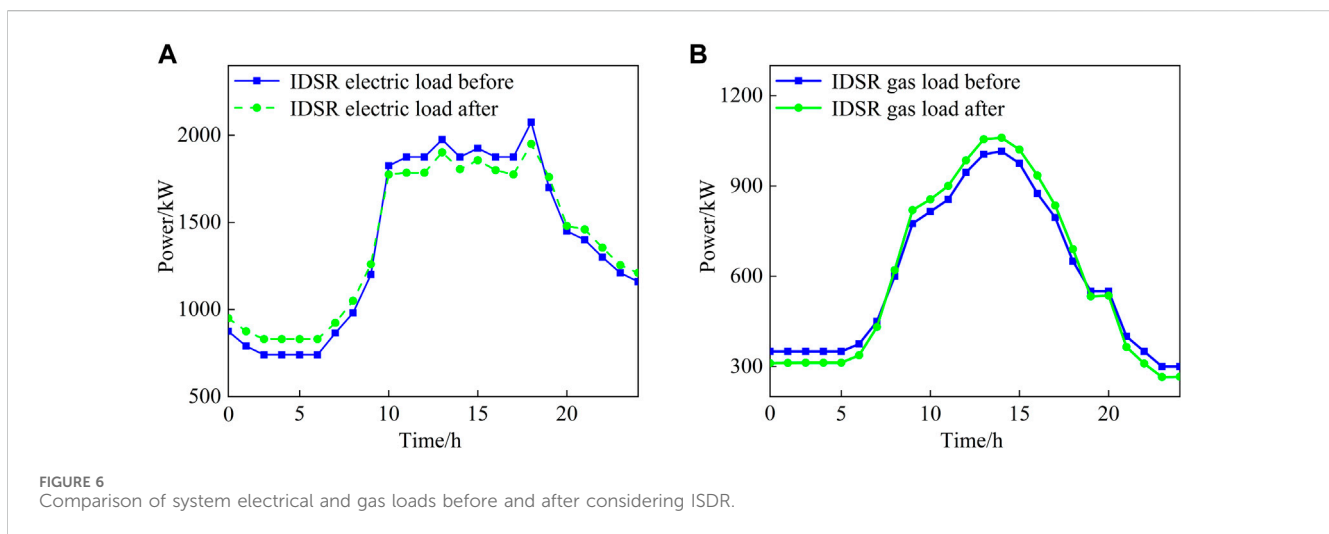 A
IDSR electric load before
IDSR electric load after
2000
1500
1000
500
Power/kW
0 5 10 15 20
Time/h
B
IDSR gas load before
IDSR gas load after
1200
900
600
300
Power/kW
0 5 10 15 20
Time/h
FIGURE 6
Comparison of system electrical and gas loads before and after considering ISDR.